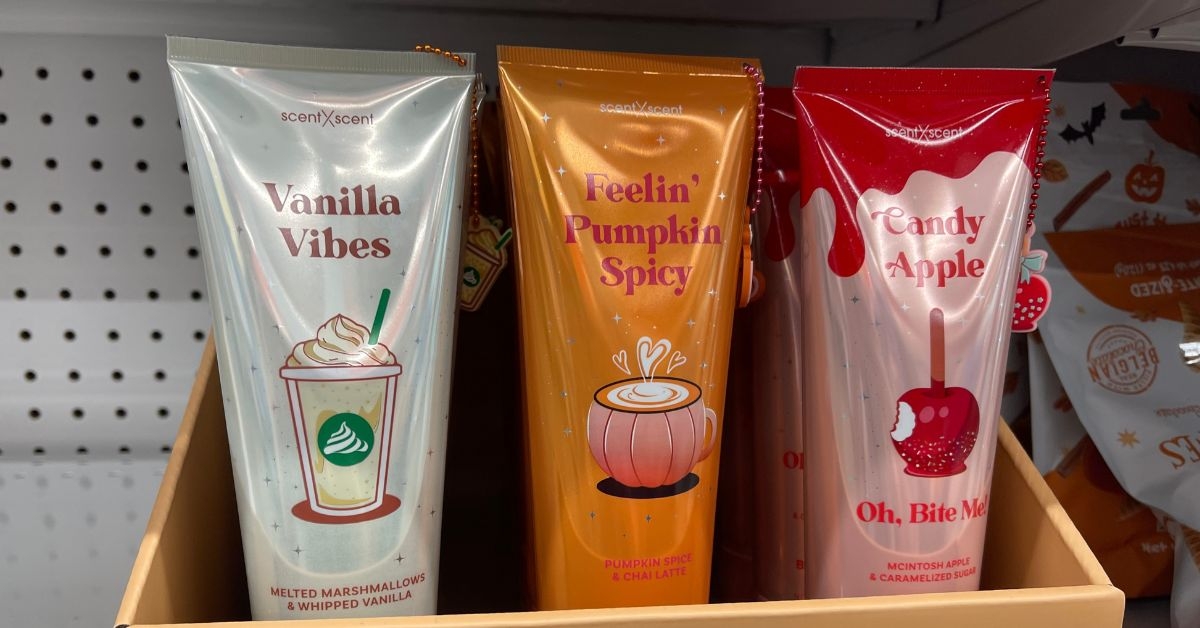 scentXscent
Vanilla
Vibes
MELTED MARSHMALLOWS
& WHIPPED VANILLA
scentXscent
Feelin'
Pumpkin
Spicy
PUMPKIN SPICE
& CHAI LATTE
scentXscent
Candy
Apple
Oh, Bite Me!
MCINTOSH APPLE
& CARAMELIZED SUGAR
BELGIAN